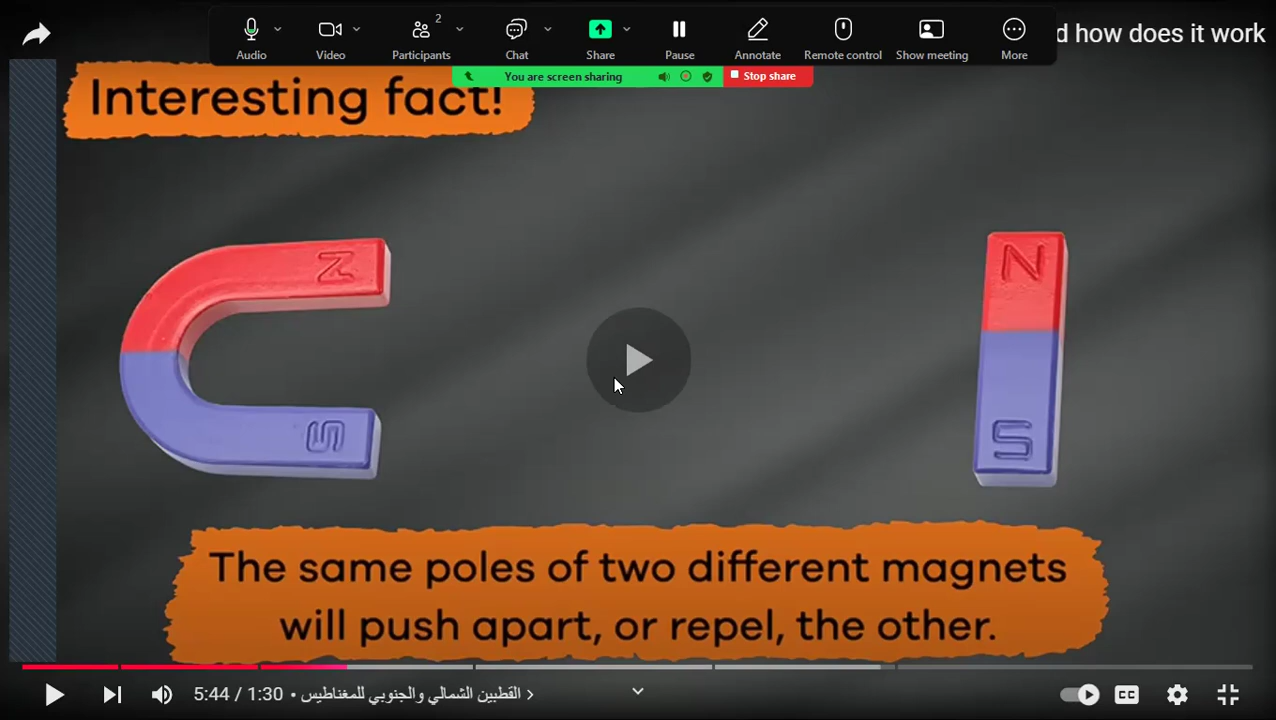 2
Audio
Video
Participants
Chat
Share
Pause
Annotate
Remote control
Show meeting
More
d how does it work
You are screen sharing
Stop share
Interesting fact!
N
S
N
S
The same poles of two different magnets
will push apart, or repel, the other.
5:44 / 1:30 • القطبين الشمالي والجنوبي للمغناطيس
CC